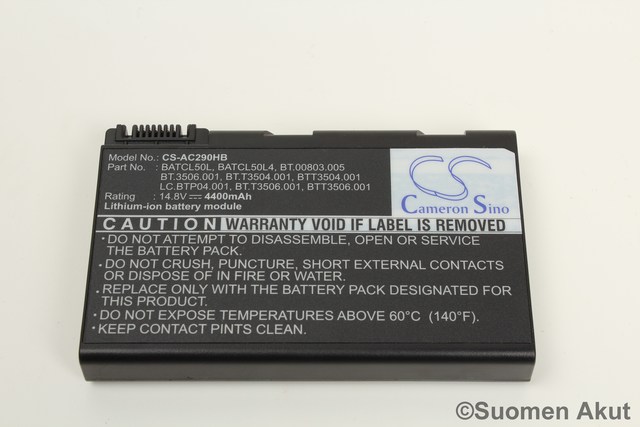 Model No.: CS-AC290HB
Part No. : BATCL50L, BATCL50L4, BT.00803.005
BT.3506.001, BT.T3504.001, BTT3504.001
LC.BTP04.001, BT.T3506.001, BTT3506.001
Rating : 14.8V 4400mAh
Lithium-ion battery module
CS
Cameron Sino
CAUTION WARRANTY VOID IF LABEL IS REMOVED
•DO NOT ATTEMPT TO DISASSEMBLE, OPEN OR SERVICE
THE BATTERY PACK.
•DO NOT CRUSH, PUNCTURE, SHORT EXTERNAL CONTACTS
OR DISPOSE OF IN FIRE OR WATER.
•REPLACE ONLY WITH THE BATTERY PACK DESIGNATED FOR
THIS PRODUCT.
•DO NOT EXPOSE TEMPERATURES ABOVE 60°C (140°F).
•KEEP CONTACT PINTS CLEAN.
©Suomen Akut